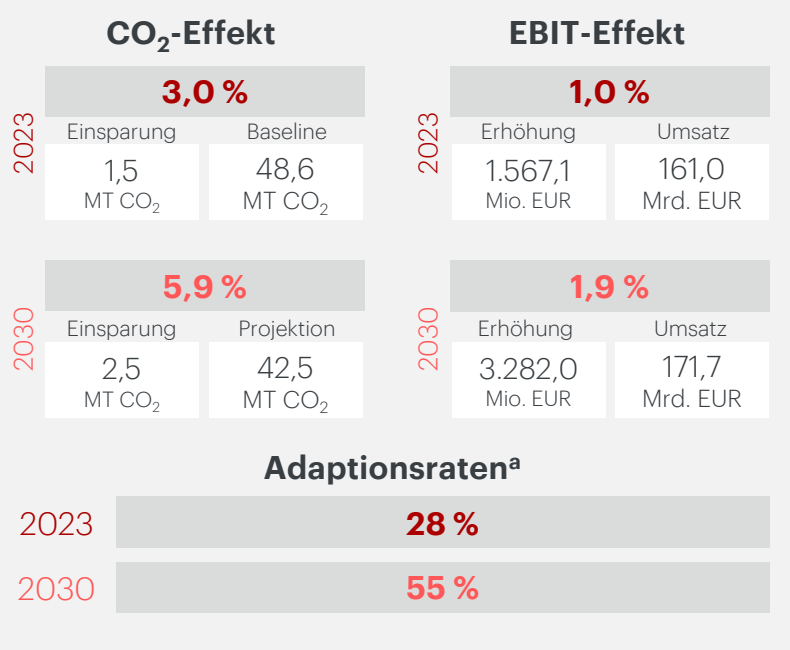 CO₂-Effekt
3,0 %
2023
Einsparung Baseline
1,5 48,6
MT CO₂ MT CO₂
5,9 %
2030
Einsparung Projektion
2,5 42,5
MT CO₂ MT CO₂
EBIT-Effekt
1,0 %
2023
Erhöhung Umsatz
1.567,1 161,0
Mio. EUR Mrd. EUR
1,9 %
2030
Erhöhung Umsatz
3.282,0 171,7
Mio. EUR Mrd. EUR
Adaptionsratenᵃ
2023 28 %
2030 55 %